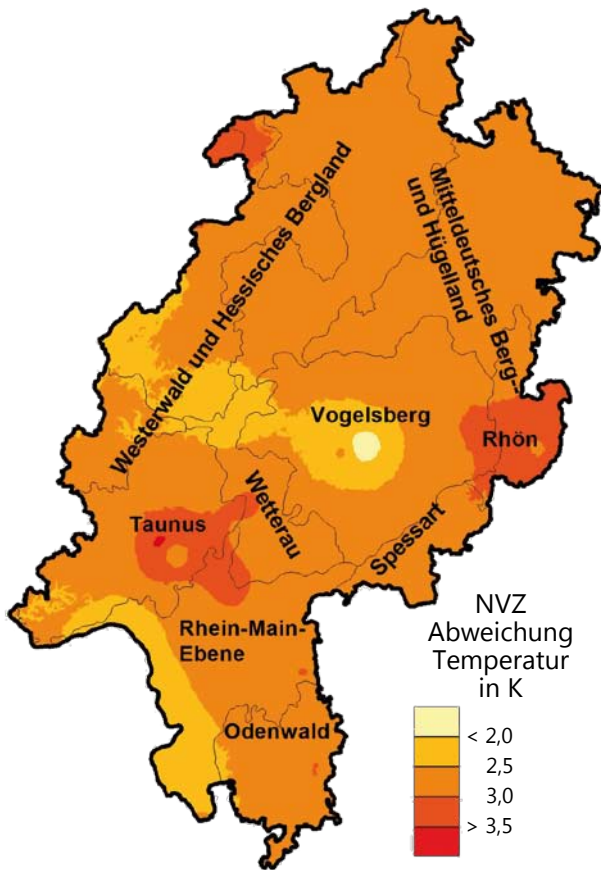 Westerwald und Hessisches Bergland
Mitteldeutsches Berg--
und Hügelland
Vogelsberg
Rhön
Wetterau
Taunus
Spessart
Rhein-Main-
Ebene
Odenwald
NVZ
Abweichung
Temperatur
in K
< 2,0
2,5
3,0
> 3,5